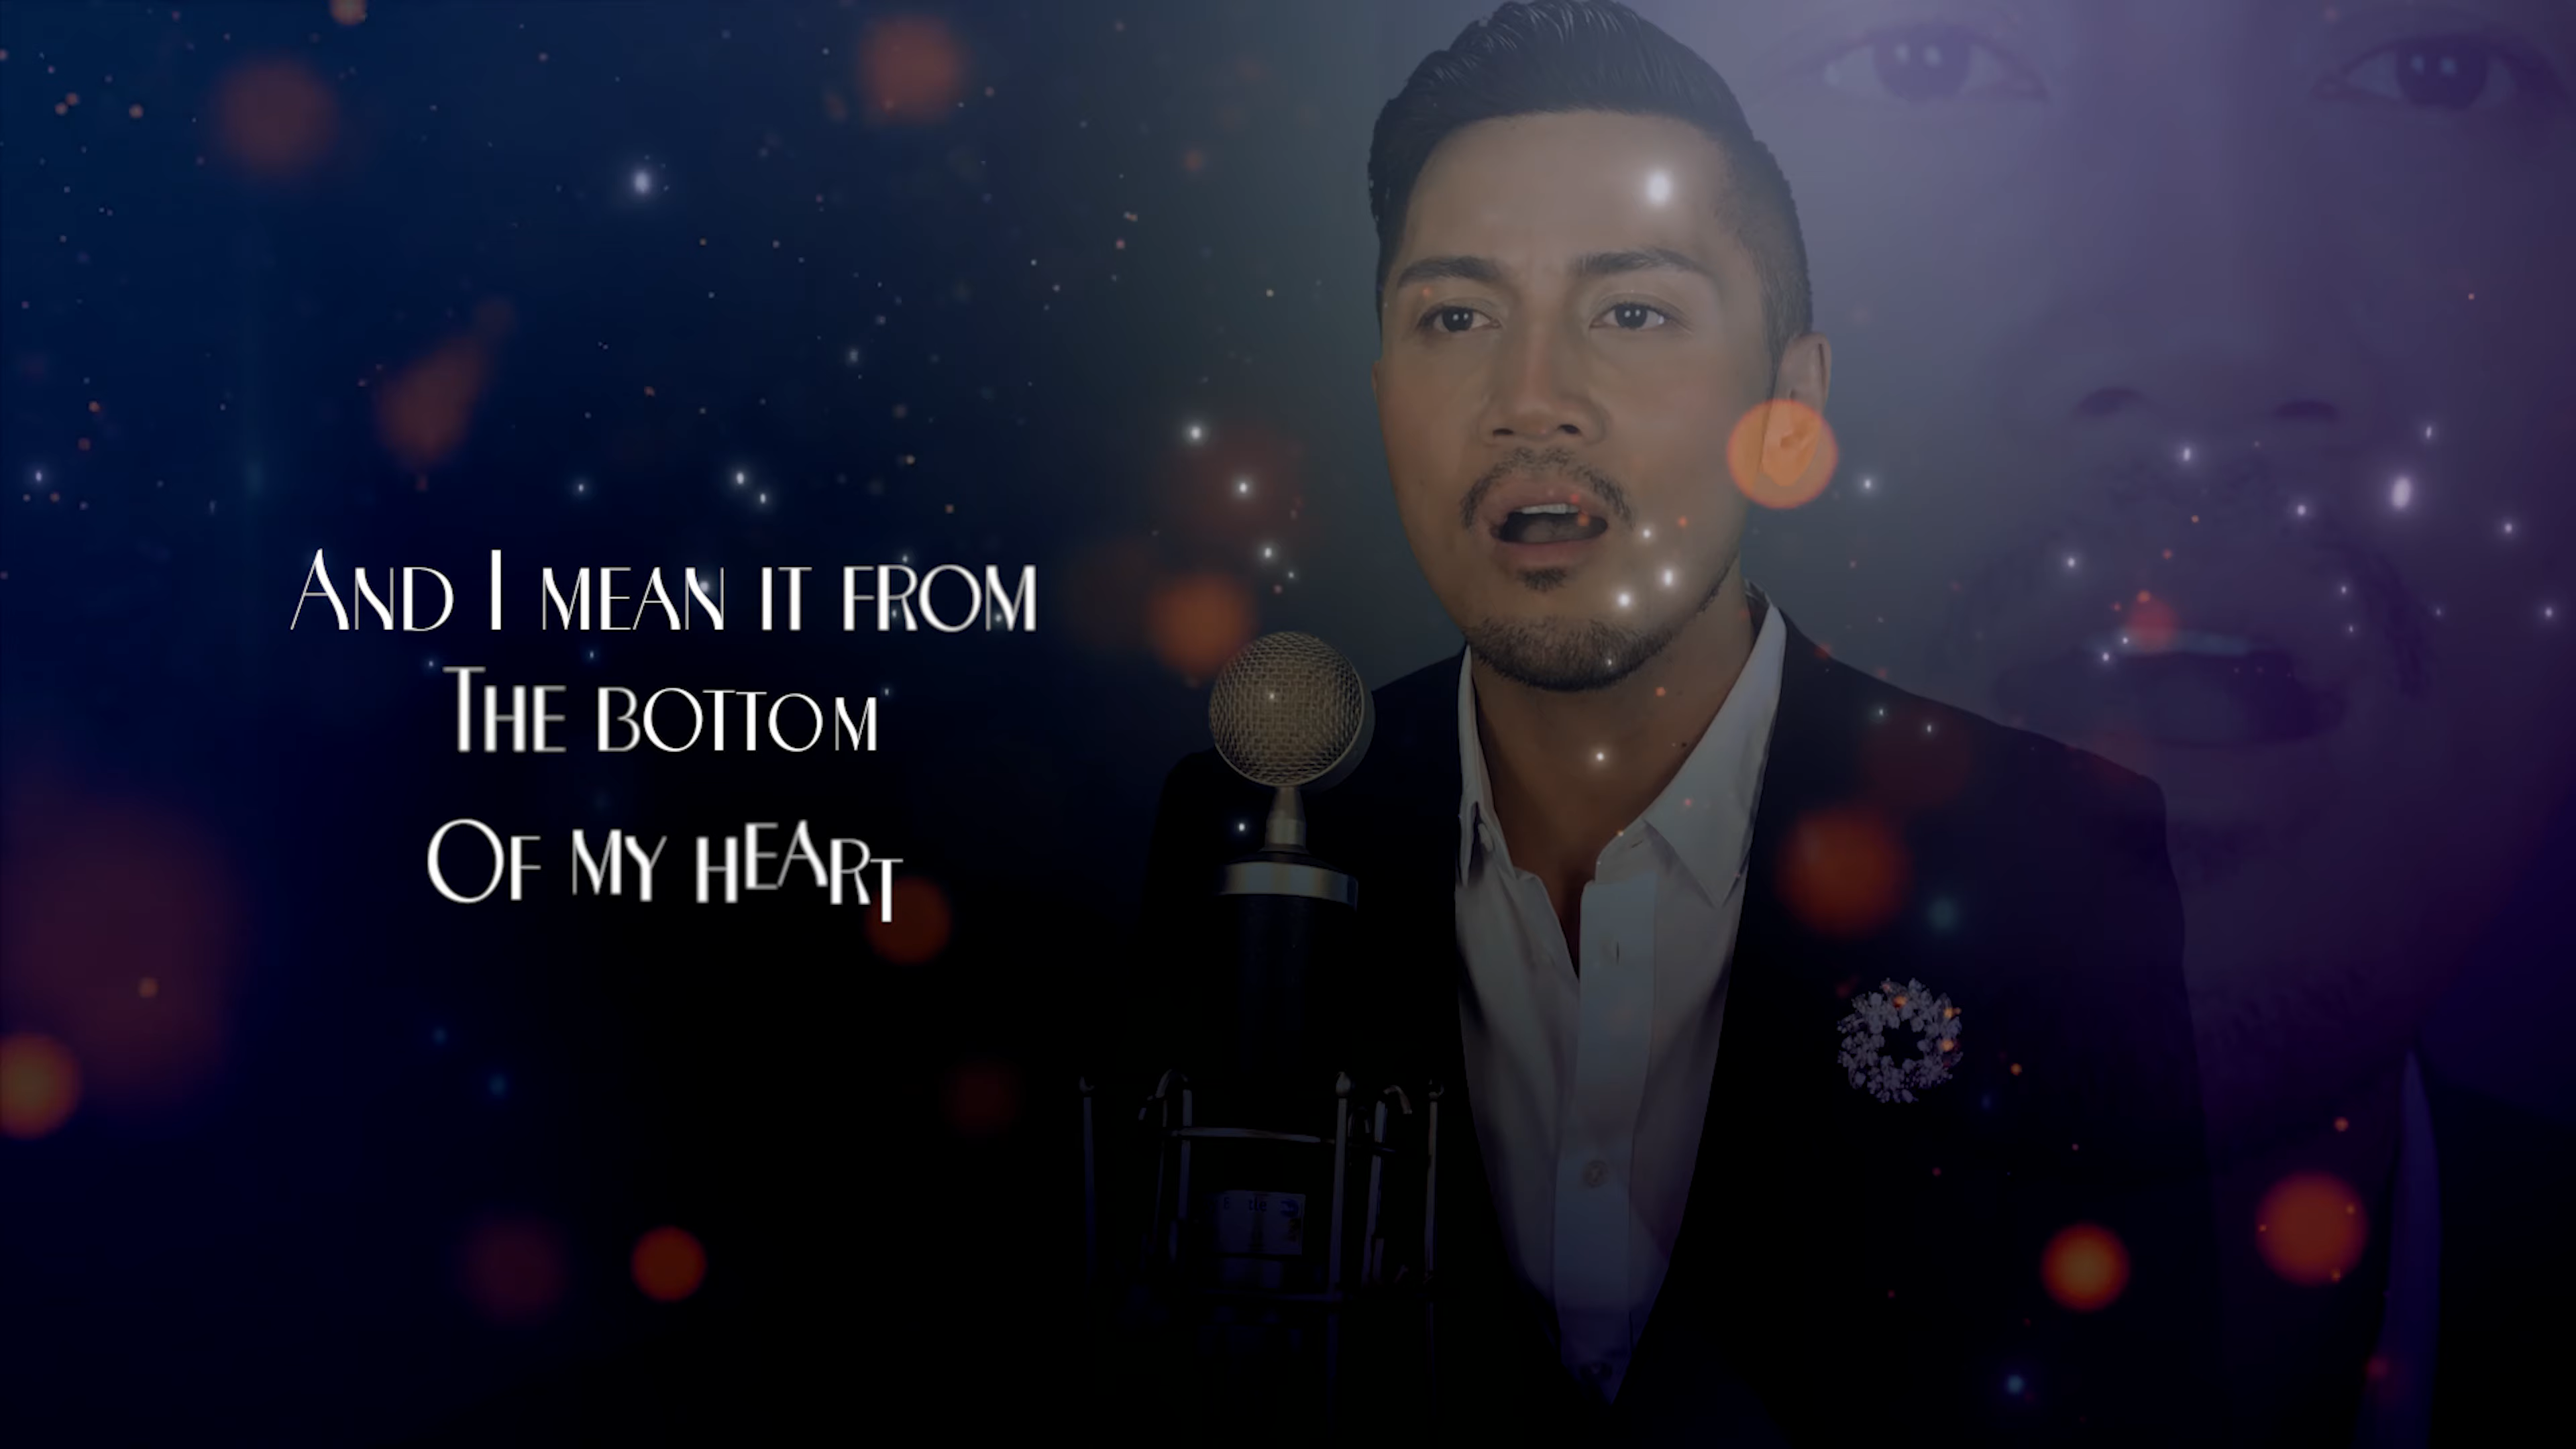 And I mean it from
The bottom
Of my heart